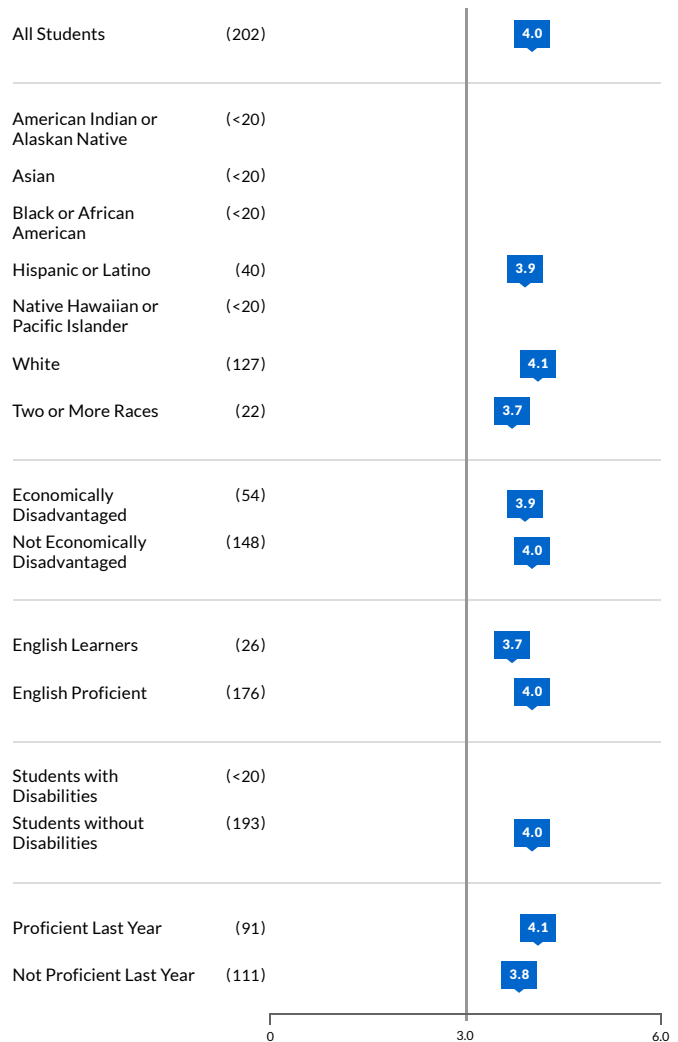 All Students (202) 4.0
American Indian or (<20)
Alaskan Native
Asian (<20)
Black or African (<20)
American
Hispanic or Latino (40) 3.9
Native Hawaiian or (<20)
Pacific Islander
White (127) 4.1
Two or More Races (22) 3.7
Economically (54) 3.9
Disadvantaged
Not Economically (148) 4.0
Disadvantaged
English Learners (26) 3.7
English Proficient (176) 4.0
Students with (<20)
Disabilities
Students without (193) 4.0
Disabilities
Proficient Last Year (91) 4.1
Not Proficient Last Year (111) 3.8
0 3.0 6.0